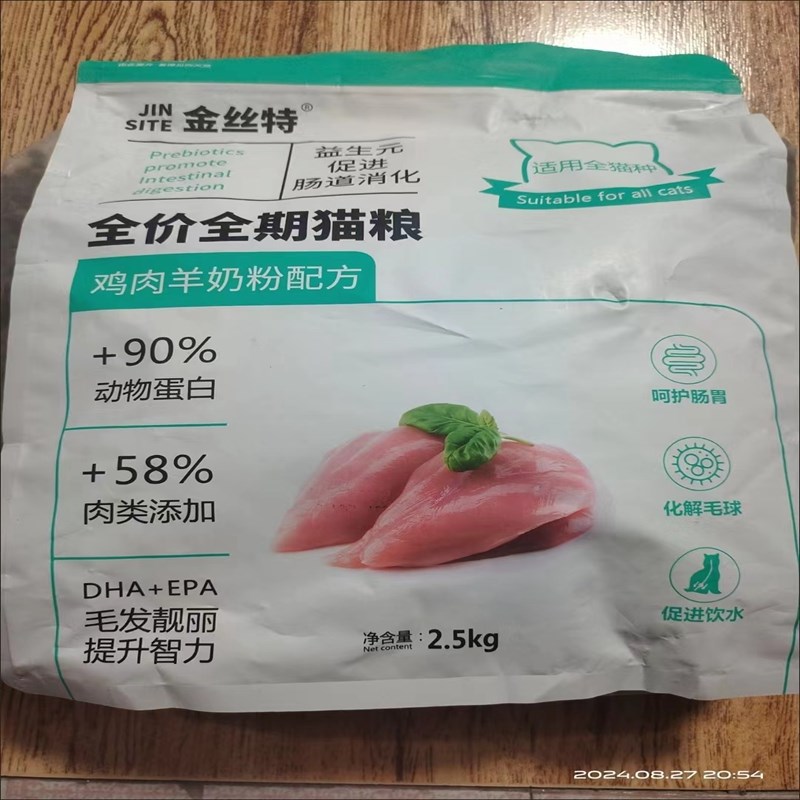 JIN
SITE 金丝特®
Prebiotics
promote
Intestinal
digestion
益生元
促进
肠道消化
适用全猫种
Suitable for all cats
全价全期猫粮
鸡肉羊奶粉配方
+90%
动物蛋白
+58%
肉类添加
DHA+EPA
毛发靓丽
提升智力
呵护肠胃
化解毛球
促进饮水
净含量:
Net content
2.5kg
2024.08.27 20:54